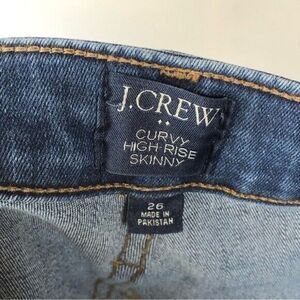 J.CREW
CURVY
HIGH-RISE
SKINNY
26
MADE IN
PAKISTAN